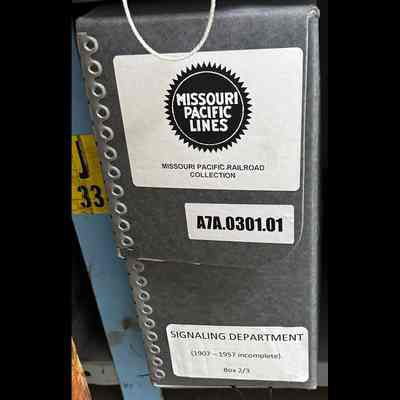 MISSOURI
PACIFIC
LINES
MISSOURI PACIFIC RAILROAD
COLLECTION
A7A.0301.01
J
33
SIGNALING DEPARTMENT
(1907 – 1957 incomplete)
Box 2/3